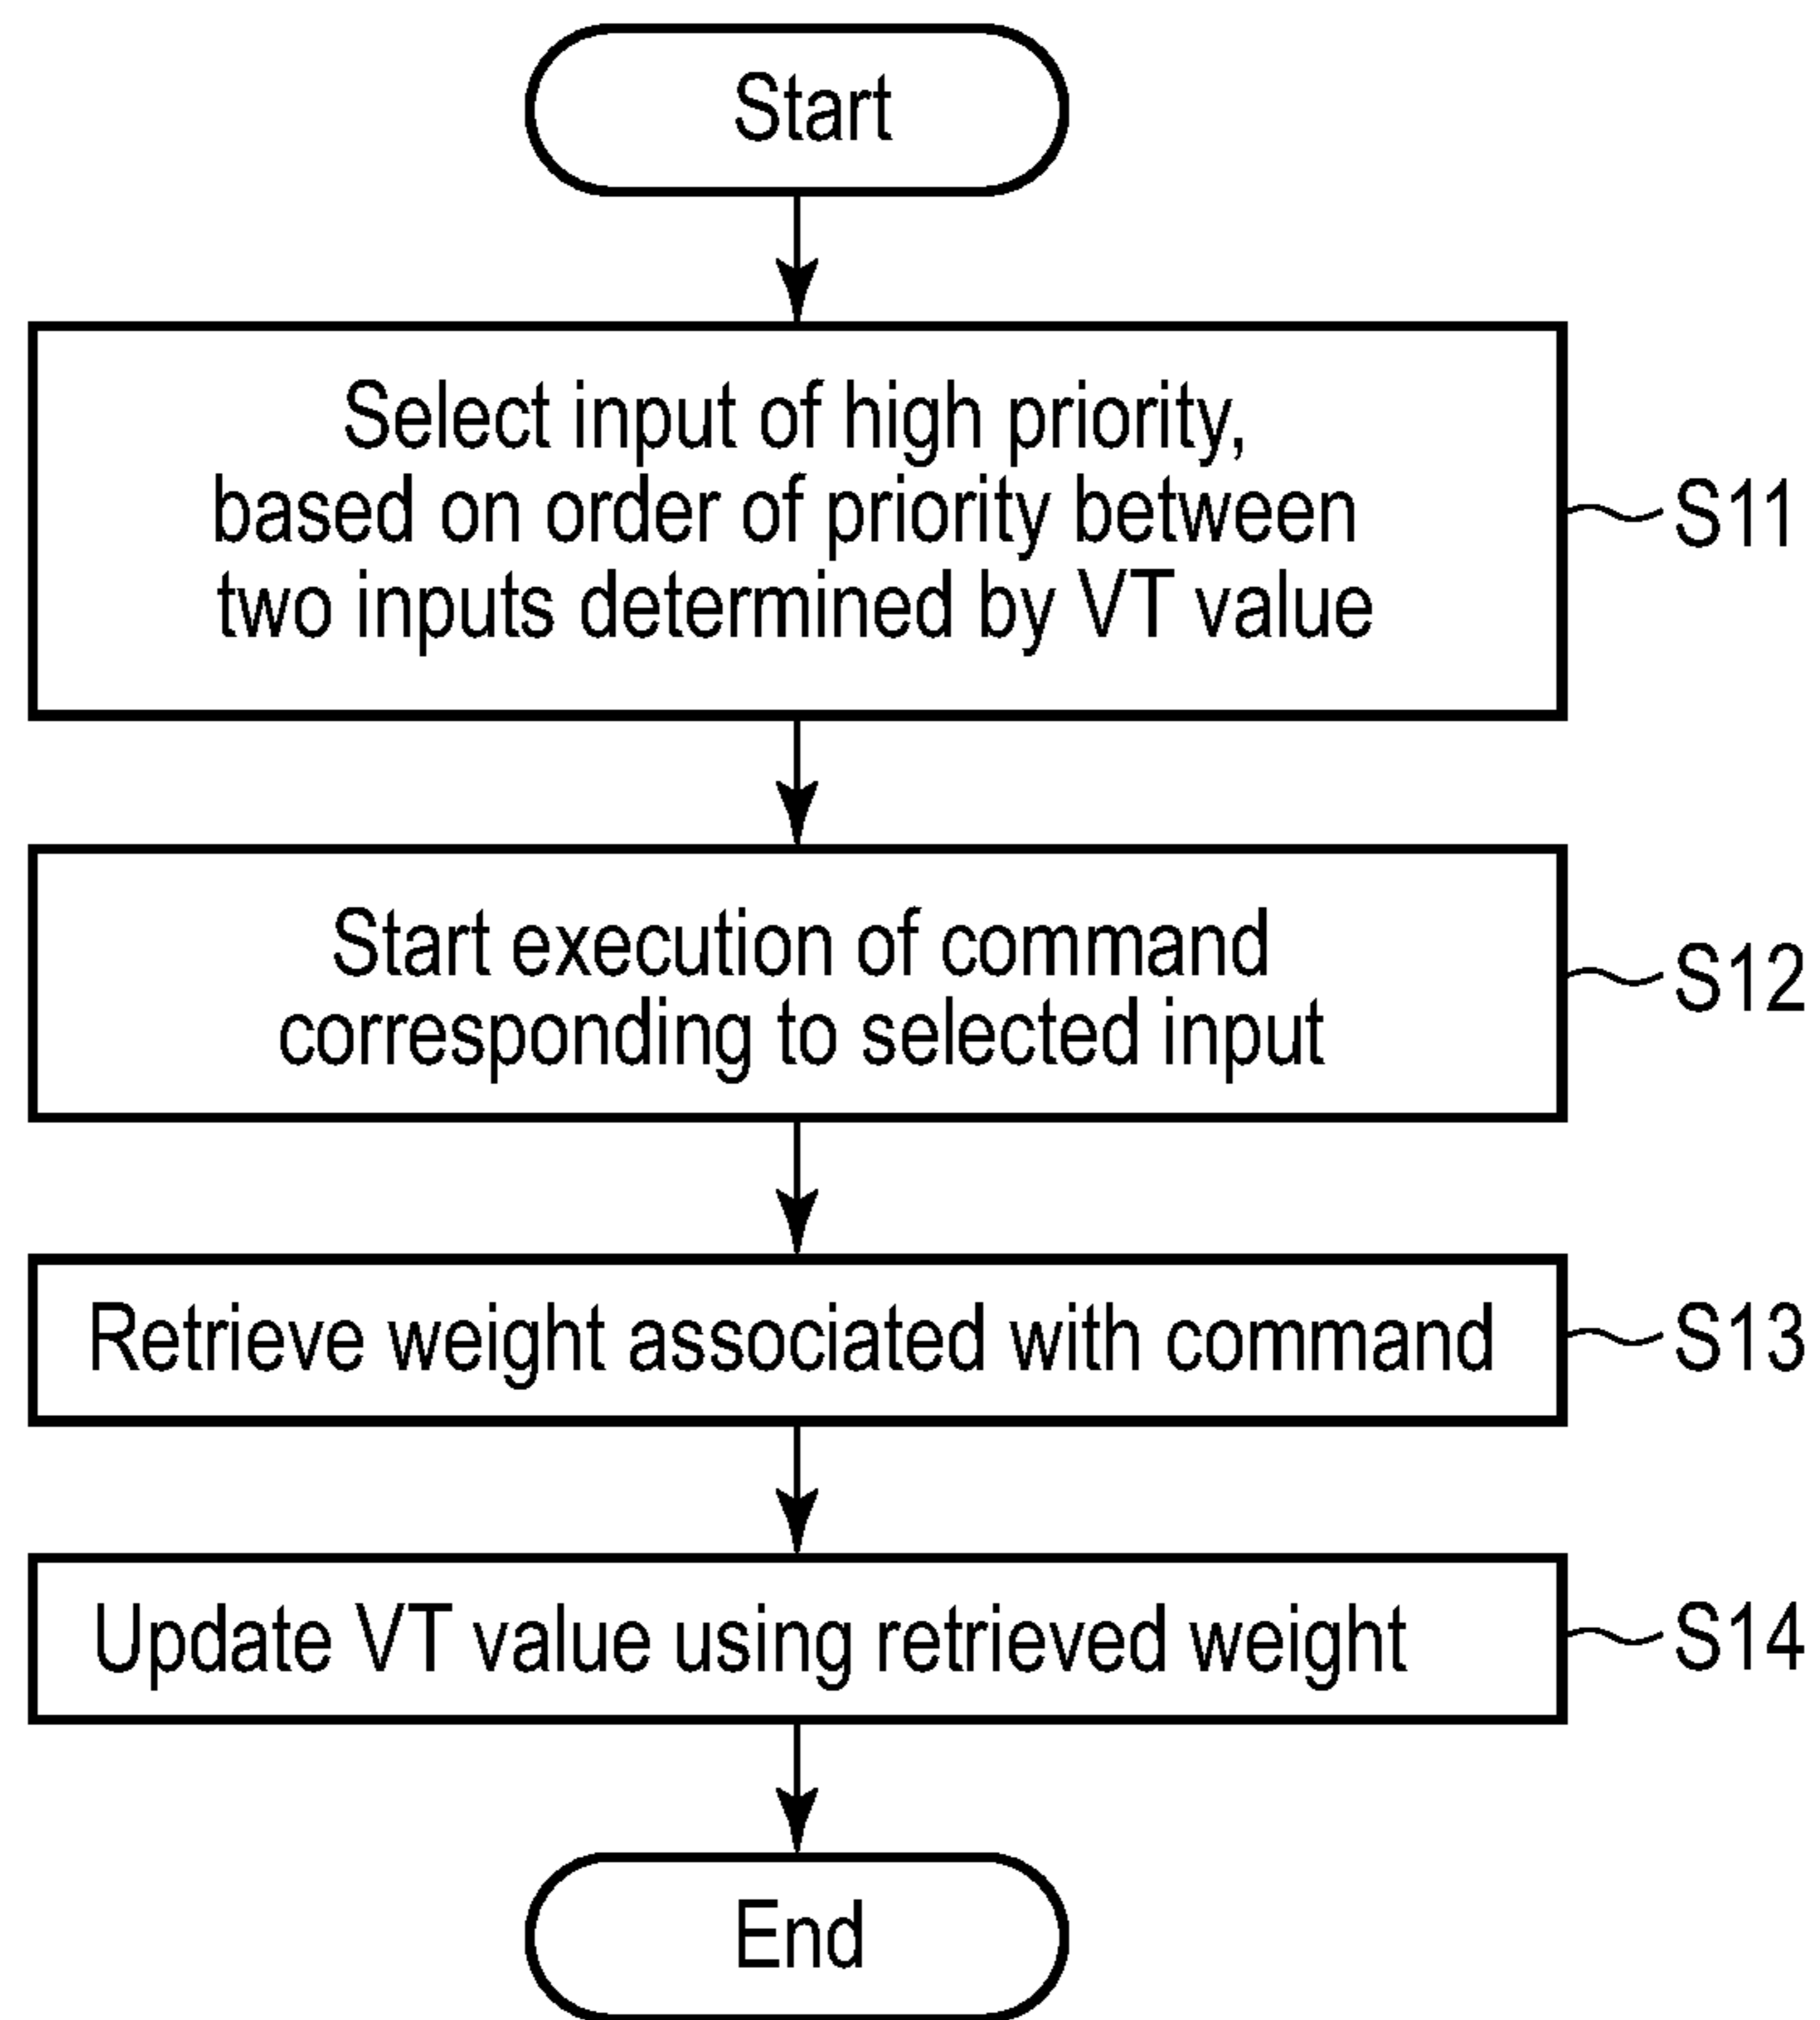 Start
Select input of high priority,
based on order of priority between
two inputs determined by VT value
S11
Start execution of command
corresponding to selected input
S12
Retrieve weight associated with command
S13
Update VT value using retrieved weight
S14
End